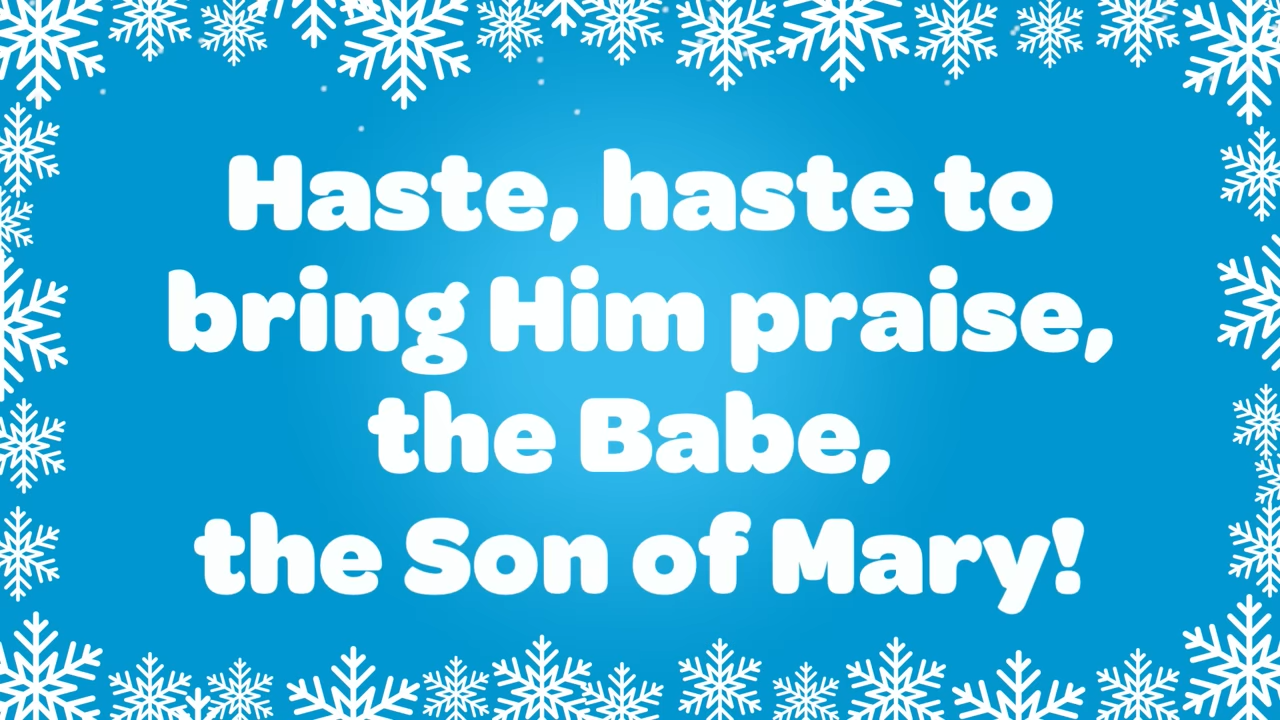 Haste, haste to
bring Him praise,
the Babe,
the Son of Mary!